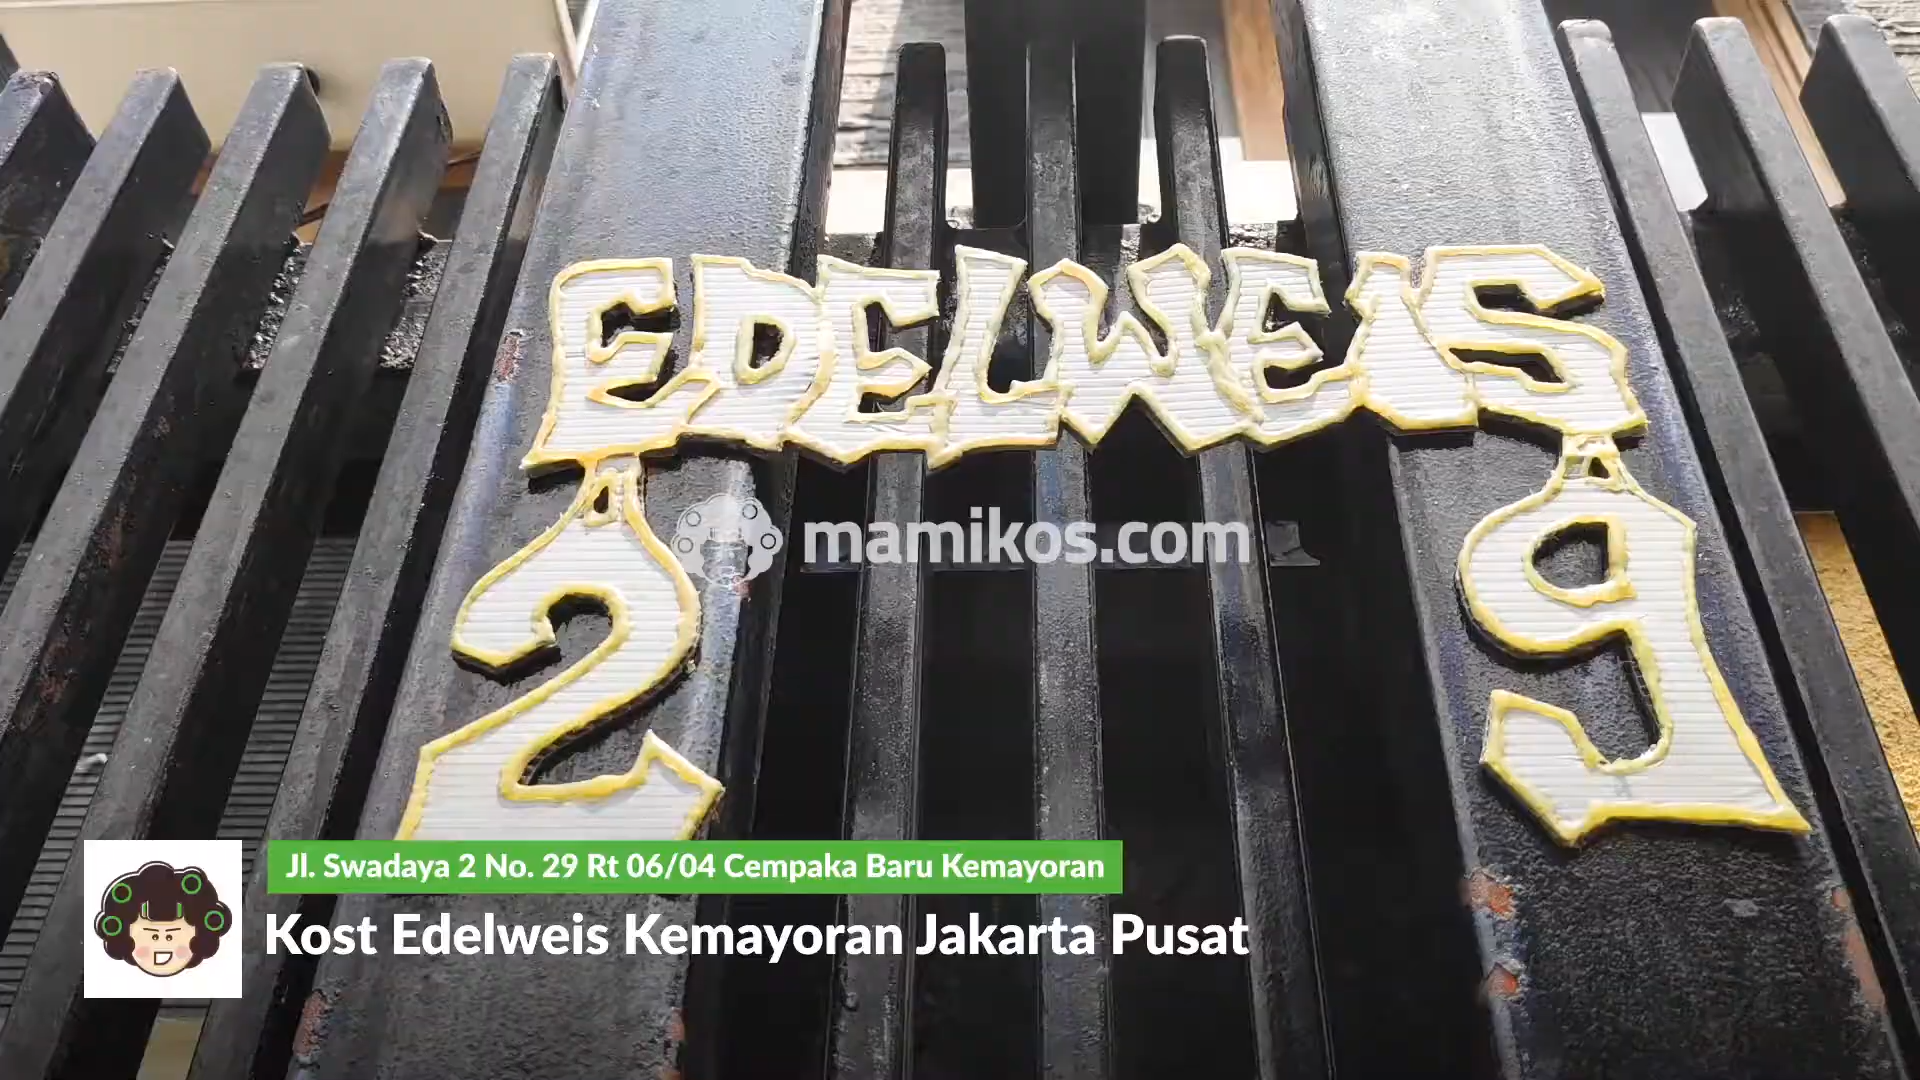 EDELWEIS
2 9
mamikos.com
Jl. Swadaya 2 No. 29 Rt 06/04 Cempaka Baru Kemayoran
Kost Edelweis Kemayoran Jakarta Pusat